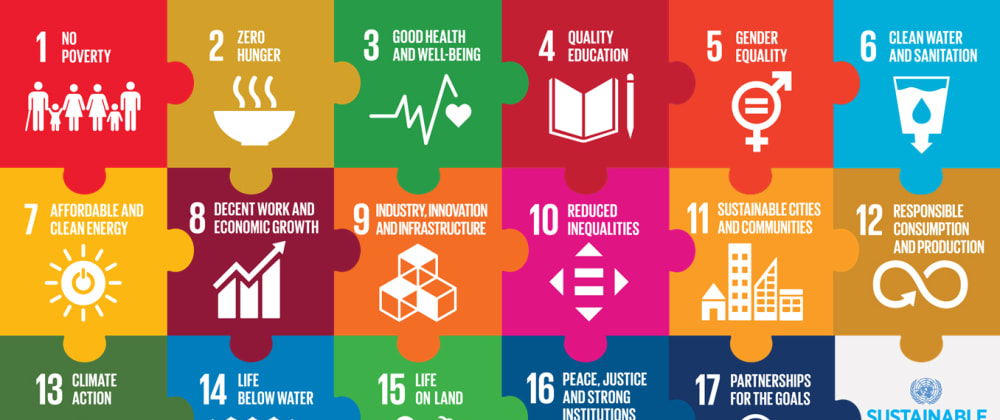 1 NO
POVERTY
2 ZERO
HUNGER
3 GOOD HEALTH
AND WELL-BEING
4 QUALITY
EDUCATION
5 GENDER
EQUALITY
6 CLEAN WATER
AND SANITATION
7 AFFORDABLE AND
CLEAN ENERGY
8 DECENT WORK AND
ECONOMIC GROWTH
9 INDUSTRY, INNOVATION
AND INFRASTRUCTURE
10 REDUCED
INEQUALITIES
11 SUSTAINABLE CITIES
AND COMMUNITIES
12 RESPONSIBLE
CONSUMPTION
AND PRODUCTION
13 CLIMATE
ACTION
14 LIFE
BELOW WATER
15 LIFE
ON LAND
16 PEACE, JUSTICE
AND STRONG
INSTITUTIONS
17 PARTNERSHIPS
FOR THE GOALS
SUSTAINABLE